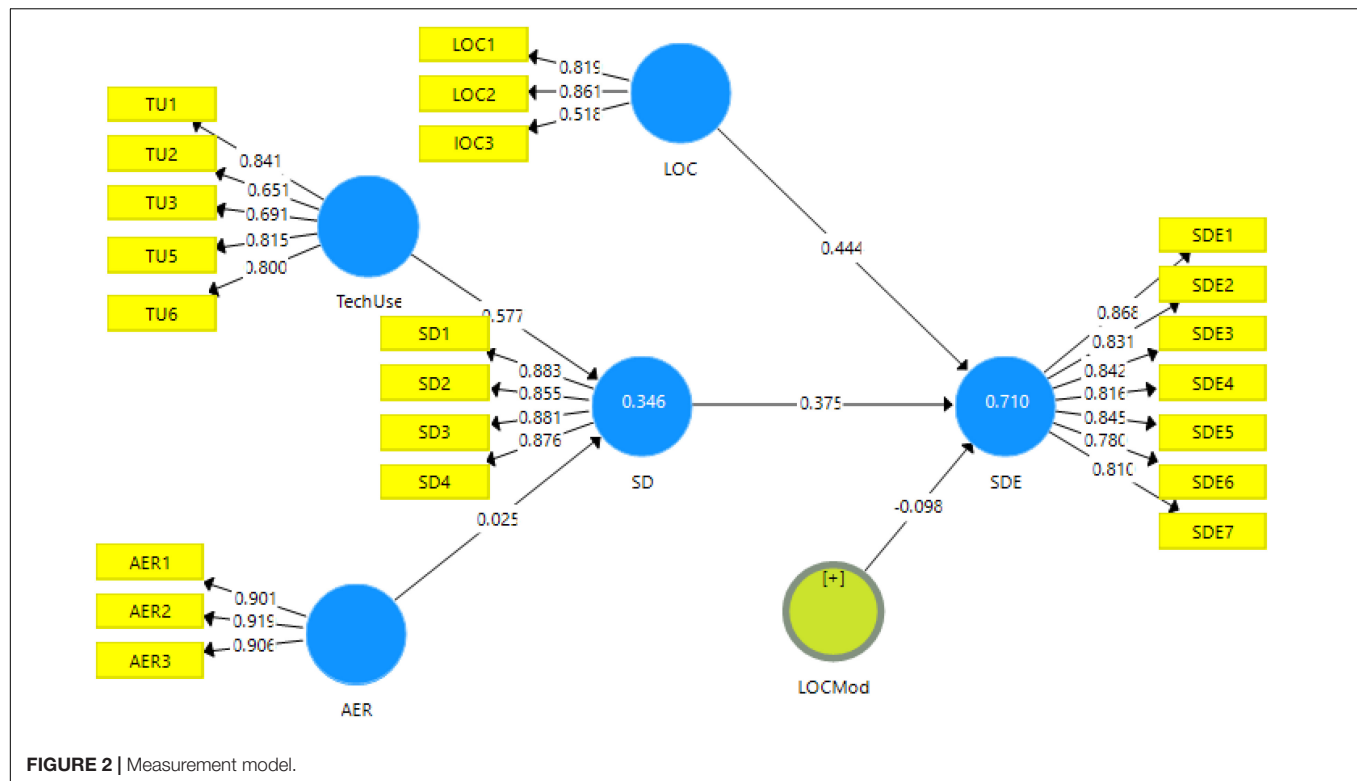 LOC1
LOC2
IOC3
0.819
0.861
0.518
LOC
TU1
TU2
TU3
TU5
TU6
0.841
0.651
0.691
0.815
0.800
TechUse
0.577
0.444
SD1
SD2
SD3
SD4
0.883
0.855
0.881
0.876
0.346
SD
0.375
0.710
SDE
SDE1
SDE2
SDE3
SDE4
SDE5
SDE6
SDE7
0.868
0.831
0.842
0.816
0.845
0.780
0.810
AER1
AER2
AER3
0.901
0.919
0.906
AER
0.025
-0.098
[+]
LOCMod
FIGURE 2 | Measurement model.